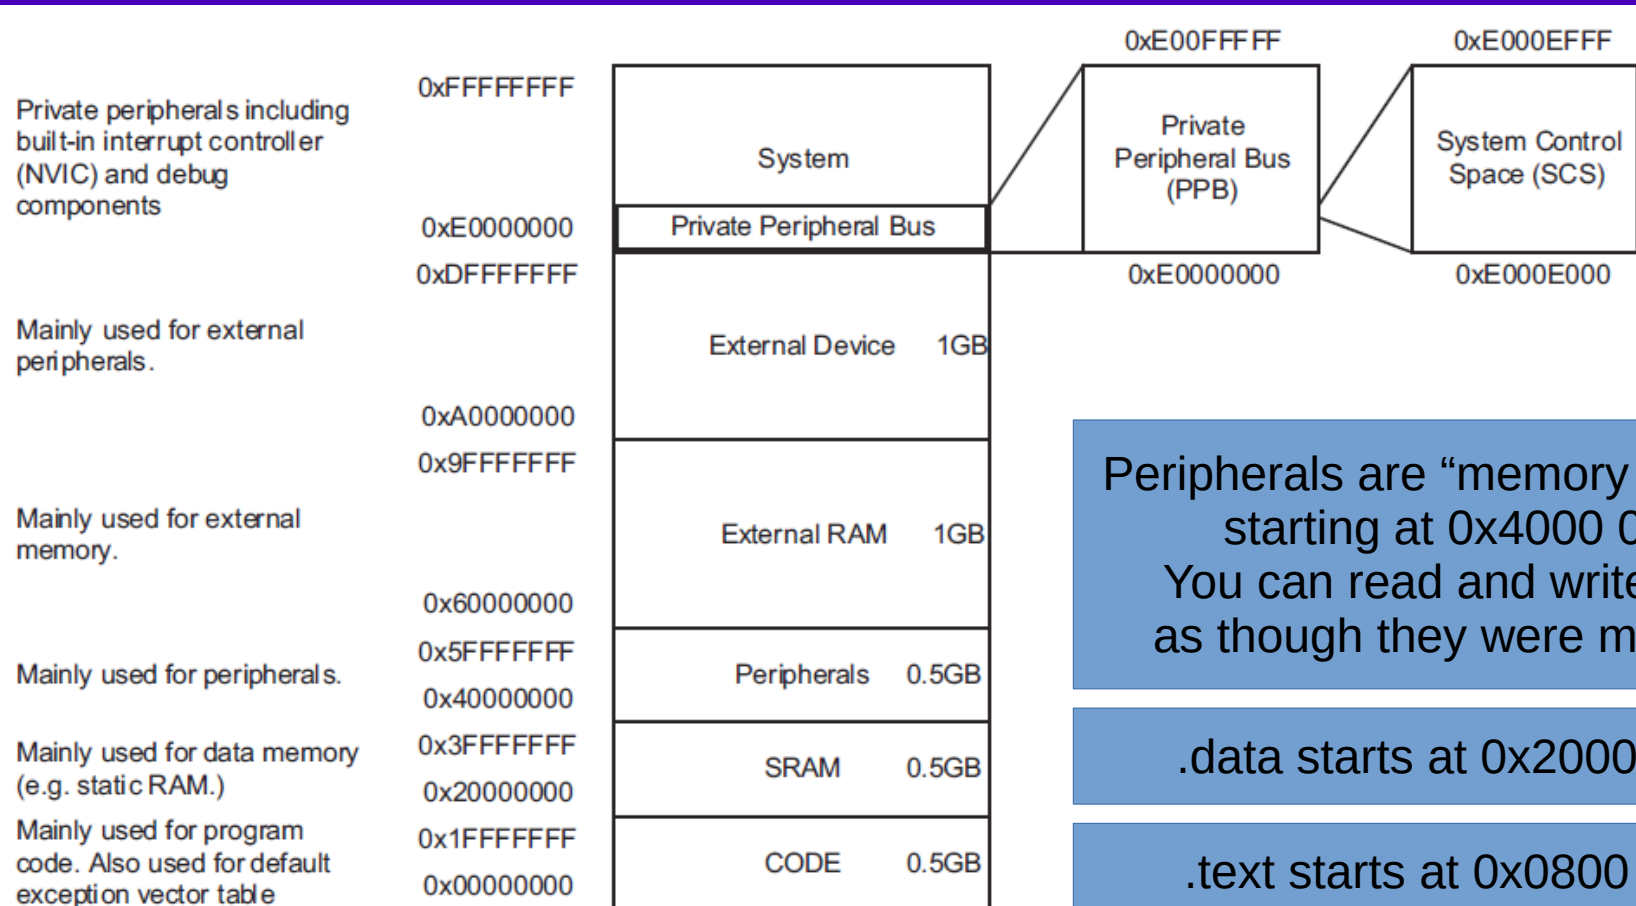 0xE00FFFFF
0xE000EFFF
Private peripherals including
built-in interrupt controller
(NVIC) and debug
components
0xFFFFFFFF
System
Private
Peripheral Bus
(PPB)
System Control
Space (SCS)
0xE0000000
Private Peripheral Bus
0xDFFFFFFF
0xE0000000
0xE000E000
Mainly used for external
peripherals.
External Device 1GB
0xA0000000
0x9FFFFFFF
Mainly used for external
memory.
External RAM 1GB
0x60000000
0x5FFFFFFF
Mainly used for peripherals.
Peripherals 0.5GB
0x40000000
0x3FFFFFFF
Mainly used for data memory
(e.g. static RAM.)
SRAM 0.5GB
0x20000000
0x1FFFFFFF
Mainly used for program
code. Also used for default
exception vector table
CODE 0.5GB
0x00000000
Peripherals are “memory
starting at 0x4000 0
You can read and write
as though they were m
.data starts at 0x2000
.text starts at 0x0800